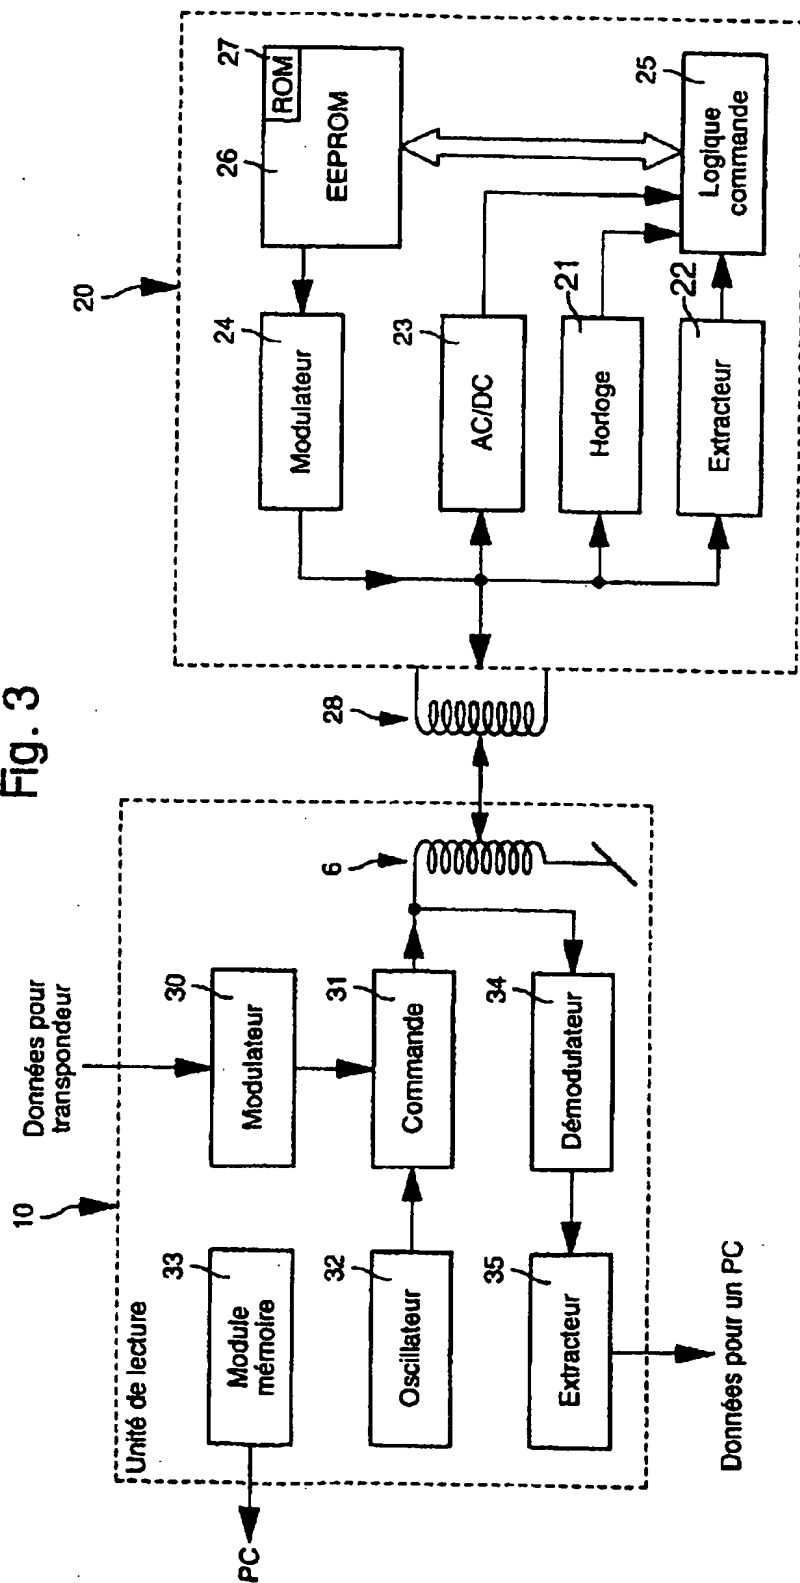 Fig. 3
10
Unité de lecture
Données pour
transpondeur
PC
33
Module
mémoire
30
Modulateur
32
Oscillateur
31
Commande
6
35
Extracteur
34
Démodulateur
Données pour un PC
28
20
24
Modulateur
26
27
ROM
EEPROM
23
AC/DC
21
Horloge
22
Extracteur
25
Logique
commande